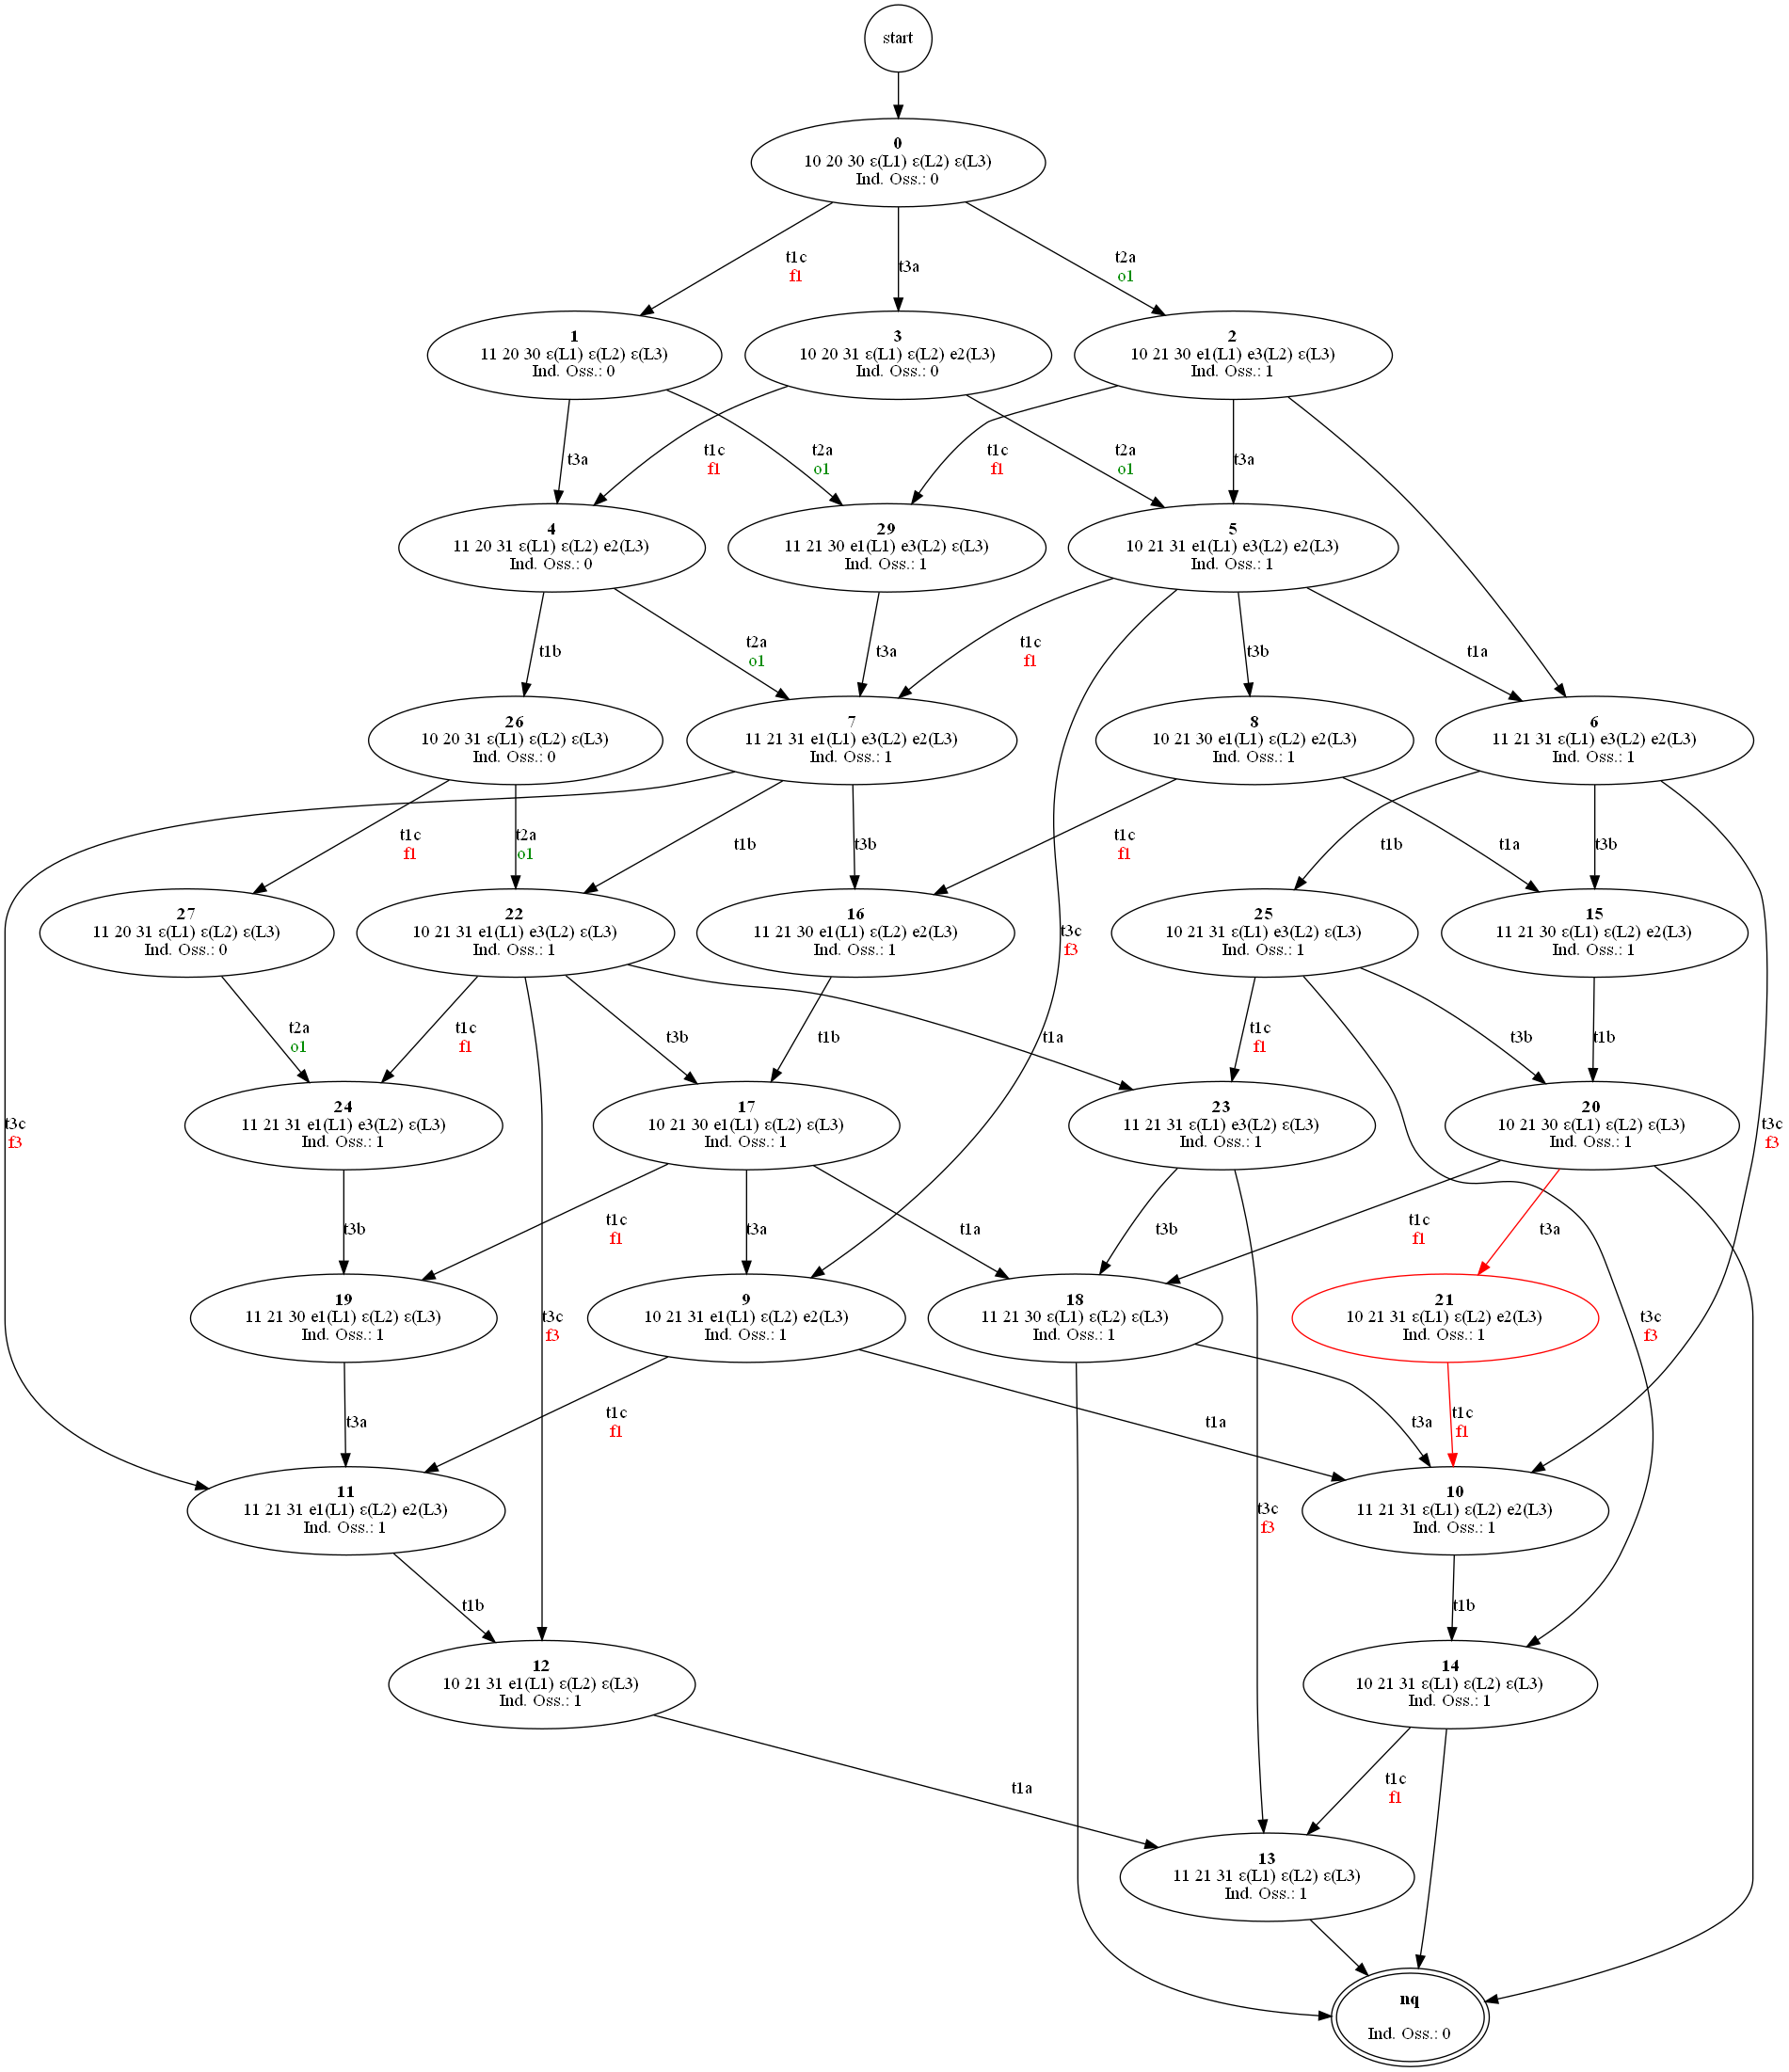 start
0
10 20 30 ε(L1) ε(L2) ε(L3)
Ind. Oss.: 0
t1c
f1
t3a
t2a
o1
1
11 20 30 ε(L1) ε(L2) ε(L3)
Ind. Oss.: 0
3
10 20 31 ε(L1) ε(L2) e2(L3)
Ind. Oss.: 0
2
10 21 30 e1(L1) e3(L2) ε(L3)
Ind. Oss.: 1
t3a
t1c
f1
t2a
o1
t1c
f1
t2a
o1
t3a
4
11 20 31 ε(L1) ε(L2) e2(L3)
Ind. Oss.: 0
29
11 21 30 e1(L1) e3(L2) ε(L3)
Ind. Oss.: 1
5
10 21 31 e1(L1) e3(L2) e2(L3)
Ind. Oss.: 1
t1b
t2a
o1
t3a
t1c
f1
t3b
t1a
26
10 20 31 ε(L1) ε(L2) ε(L3)
Ind. Oss.: 0
7
11 21 31 e1(L1) e3(L2) e2(L3)
Ind. Oss.: 1
8
10 21 30 e1(L1) ε(L2) e2(L3)
Ind. Oss.: 1
6
11 21 31 ε(L1) e3(L2) e2(L3)
Ind. Oss.: 1
t1c
f1
t2a
o1
t1b
t3b
t1c
f1
t1b
t1a
t3b
27
11 20 31 ε(L1) ε(L2) ε(L3)
Ind. Oss.: 0
22
10 21 31 e1(L1) e3(L2) ε(L3)
Ind. Oss.: 1
16
11 21 30 e1(L1) ε(L2) e2(L3)
Ind. Oss.: 1
t3c
f3
25
10 21 31 ε(L1) e3(L2) ε(L3)
Ind. Oss.: 1
15
11 21 30 ε(L1) ε(L2) e2(L3)
Ind. Oss.: 1
t2a
o1
t1c
f1
t3b
t1b
t1a
t1c
f1
t3b
t1b
t3c
f3
24
11 21 31 e1(L1) e3(L2) ε(L3)
Ind. Oss.: 1
17
10 21 30 e1(L1) ε(L2) ε(L3)
Ind. Oss.: 1
23
11 21 31 ε(L1) e3(L2) ε(L3)
Ind. Oss.: 1
20
10 21 30 ε(L1) ε(L2) ε(L3)
Ind. Oss.: 1
t3c
f3
t3b
t1c
f1
t3a
t1a
t3b
t1c
f1
t3a
19
11 21 30 e1(L1) ε(L2) ε(L3)
Ind. Oss.: 1
t3c
f3
9
10 21 31 e1(L1) ε(L2) e2(L3)
Ind. Oss.: 1
18
11 21 30 ε(L1) ε(L2) ε(L3)
Ind. Oss.: 1
21
10 21 31 ε(L1) ε(L2) e2(L3)
Ind. Oss.: 1
t3c
f3
t3a
t1c
f1
t1a
t3a
t1c
f1
11
11 21 31 e1(L1) ε(L2) e2(L3)
Ind. Oss.: 1
t3c
f3
10
11 21 31 ε(L1) ε(L2) e2(L3)
Ind. Oss.: 1
t1b
t1b
12
10 21 31 e1(L1) ε(L2) ε(L3)
Ind. Oss.: 1
14
10 21 31 ε(L1) ε(L2) ε(L3)
Ind. Oss.: 1
t1a
t1c
f1
13
11 21 31 ε(L1) ε(L2) ε(L3)
Ind. Oss.: 1
nq
Ind. Oss.: 0